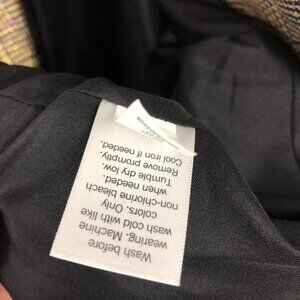 Wash before
wearing. Machine
wash cold with like
colors. Only
non-chlorine bleach
when needed.
Tumble dry low.
Remove promptly.
Cool iron if needed.